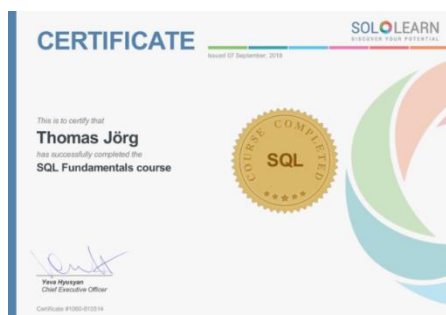 CERTIFICATE
SOLOLEARN
DISCOVER YOUR POTENTIAL
Issued 07 September, 2018
This is to certify that
Thomas Jörg
has successfully completed the
SQL Fundamentals course
COURSE COMPLETED
SQL
Yeva Hyusyan
Chief Executive Officer